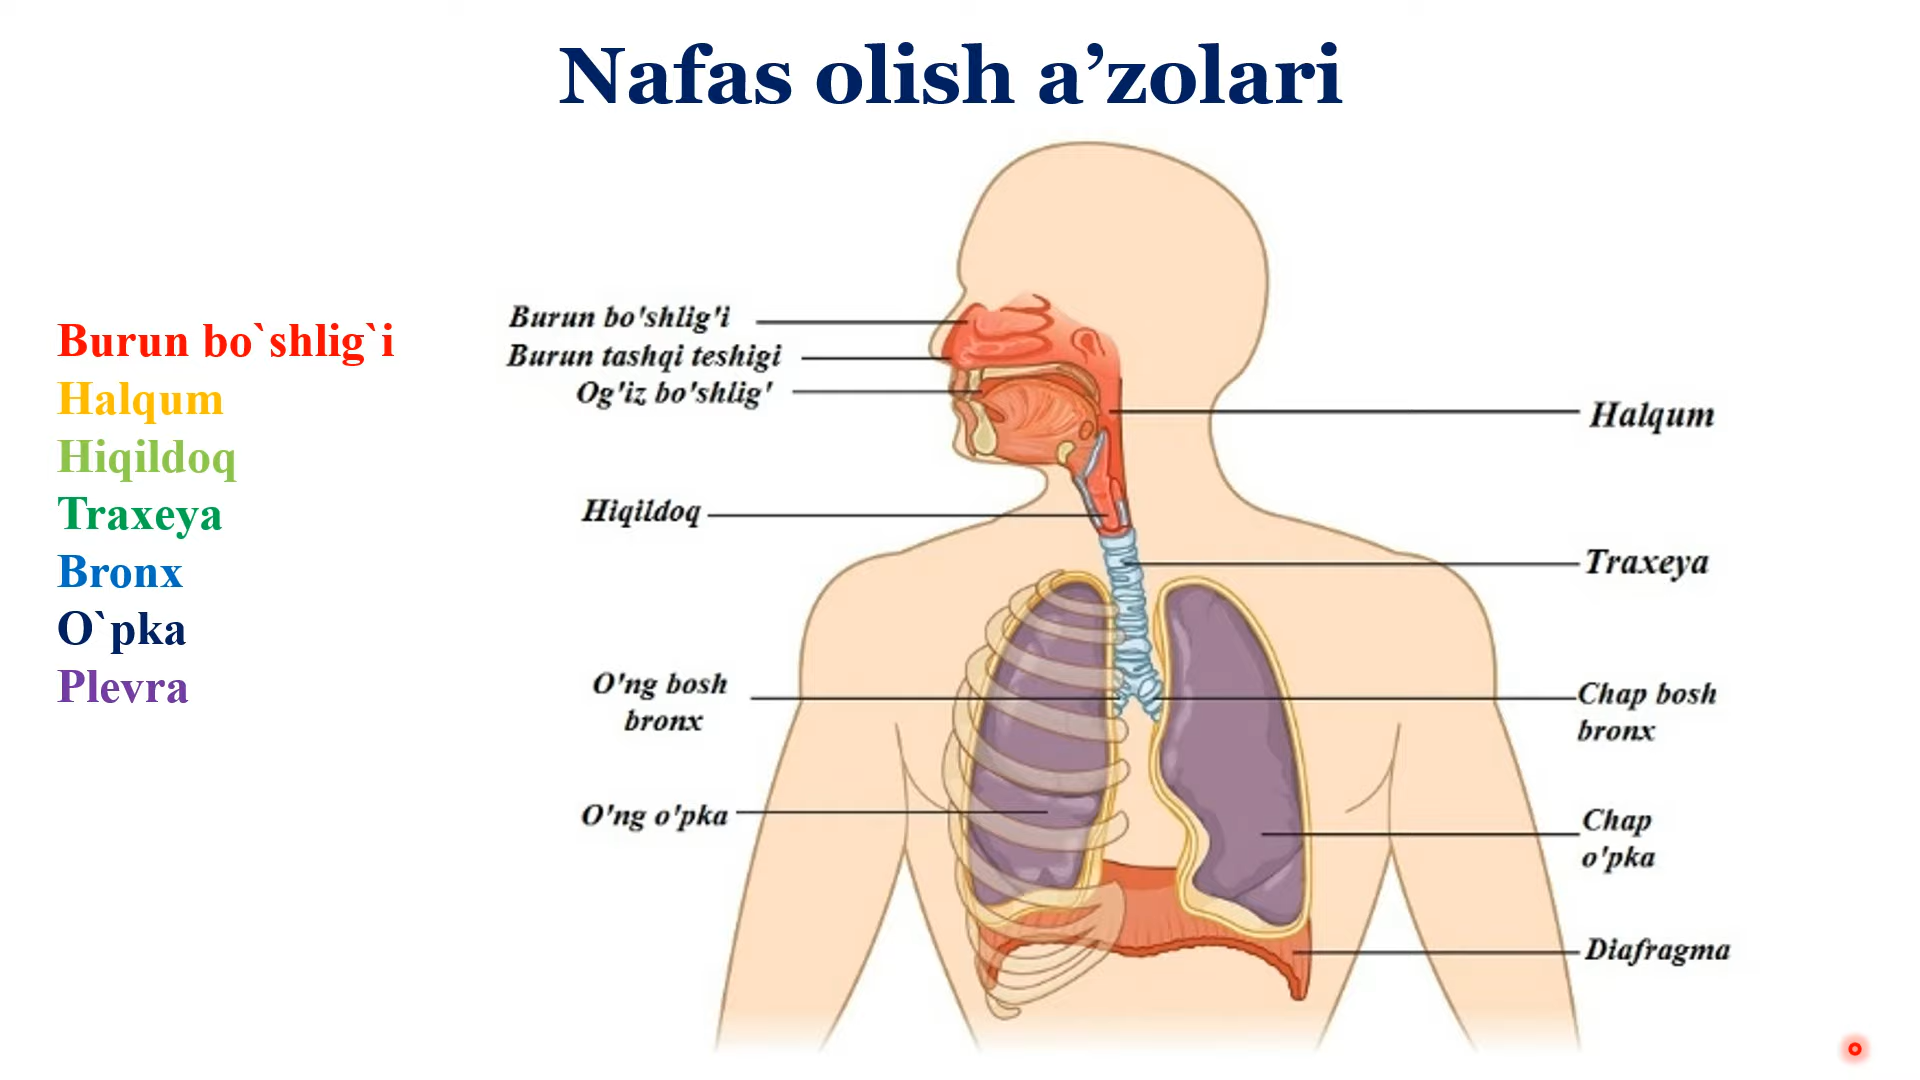 Nafas olish a’zolari
Burun bo`shlig`i
Halqum
Hiqildoq
Traxeya
Bronx
O`pka
Plevra
Burun bo'shlig'i
Burun tashqi teshigi
Og'iz bo'shlig'
Hiqildoq
O'ng bosh
bronx
O'ng o'pka
Halqum
Traxeya
Chap bosh
bronx
Chap
o'pka
Diafragma